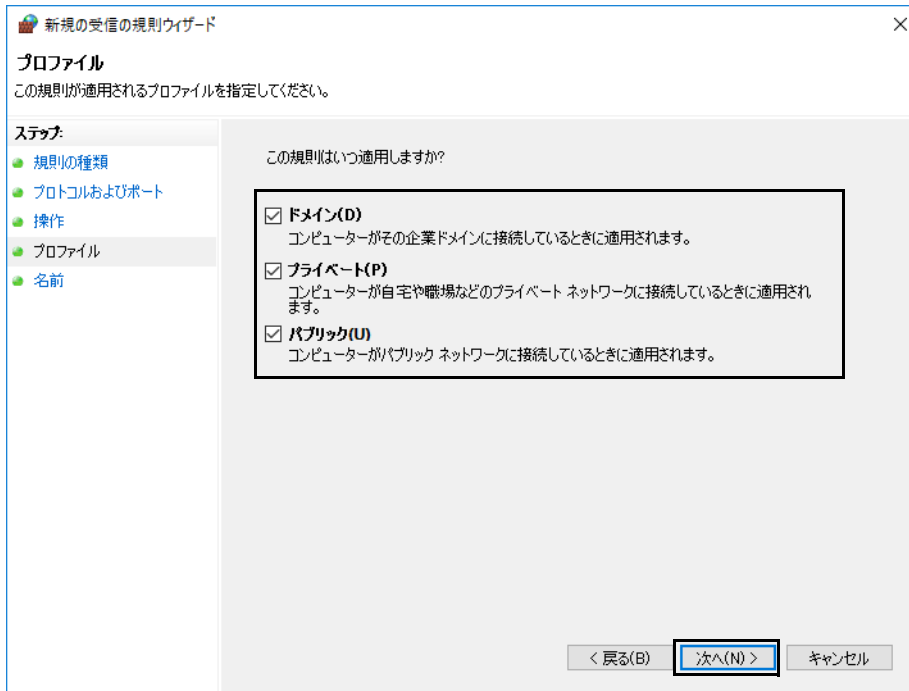 新規の受信の規則ウィザード
プロファイル
この規則が適用されるプロファイルを指定してください。
ステップ:
規則の種類
プロトコルおよびポート
操作
プロファイル
名前
この規則はいつ適用しますか?
ドメイン(D)
コンピューターがその企業ドメインに接続しているときに適用されます。
プライベート(P)
コンピューターが自宅や職場などのプライベート ネットワークに接続しているときに適用され
ます。
パブリック(U)
コンピューターがパブリック ネットワークに接続しているときに適用されます。
< 戻る(B)
次へ(N) >
キャンセル